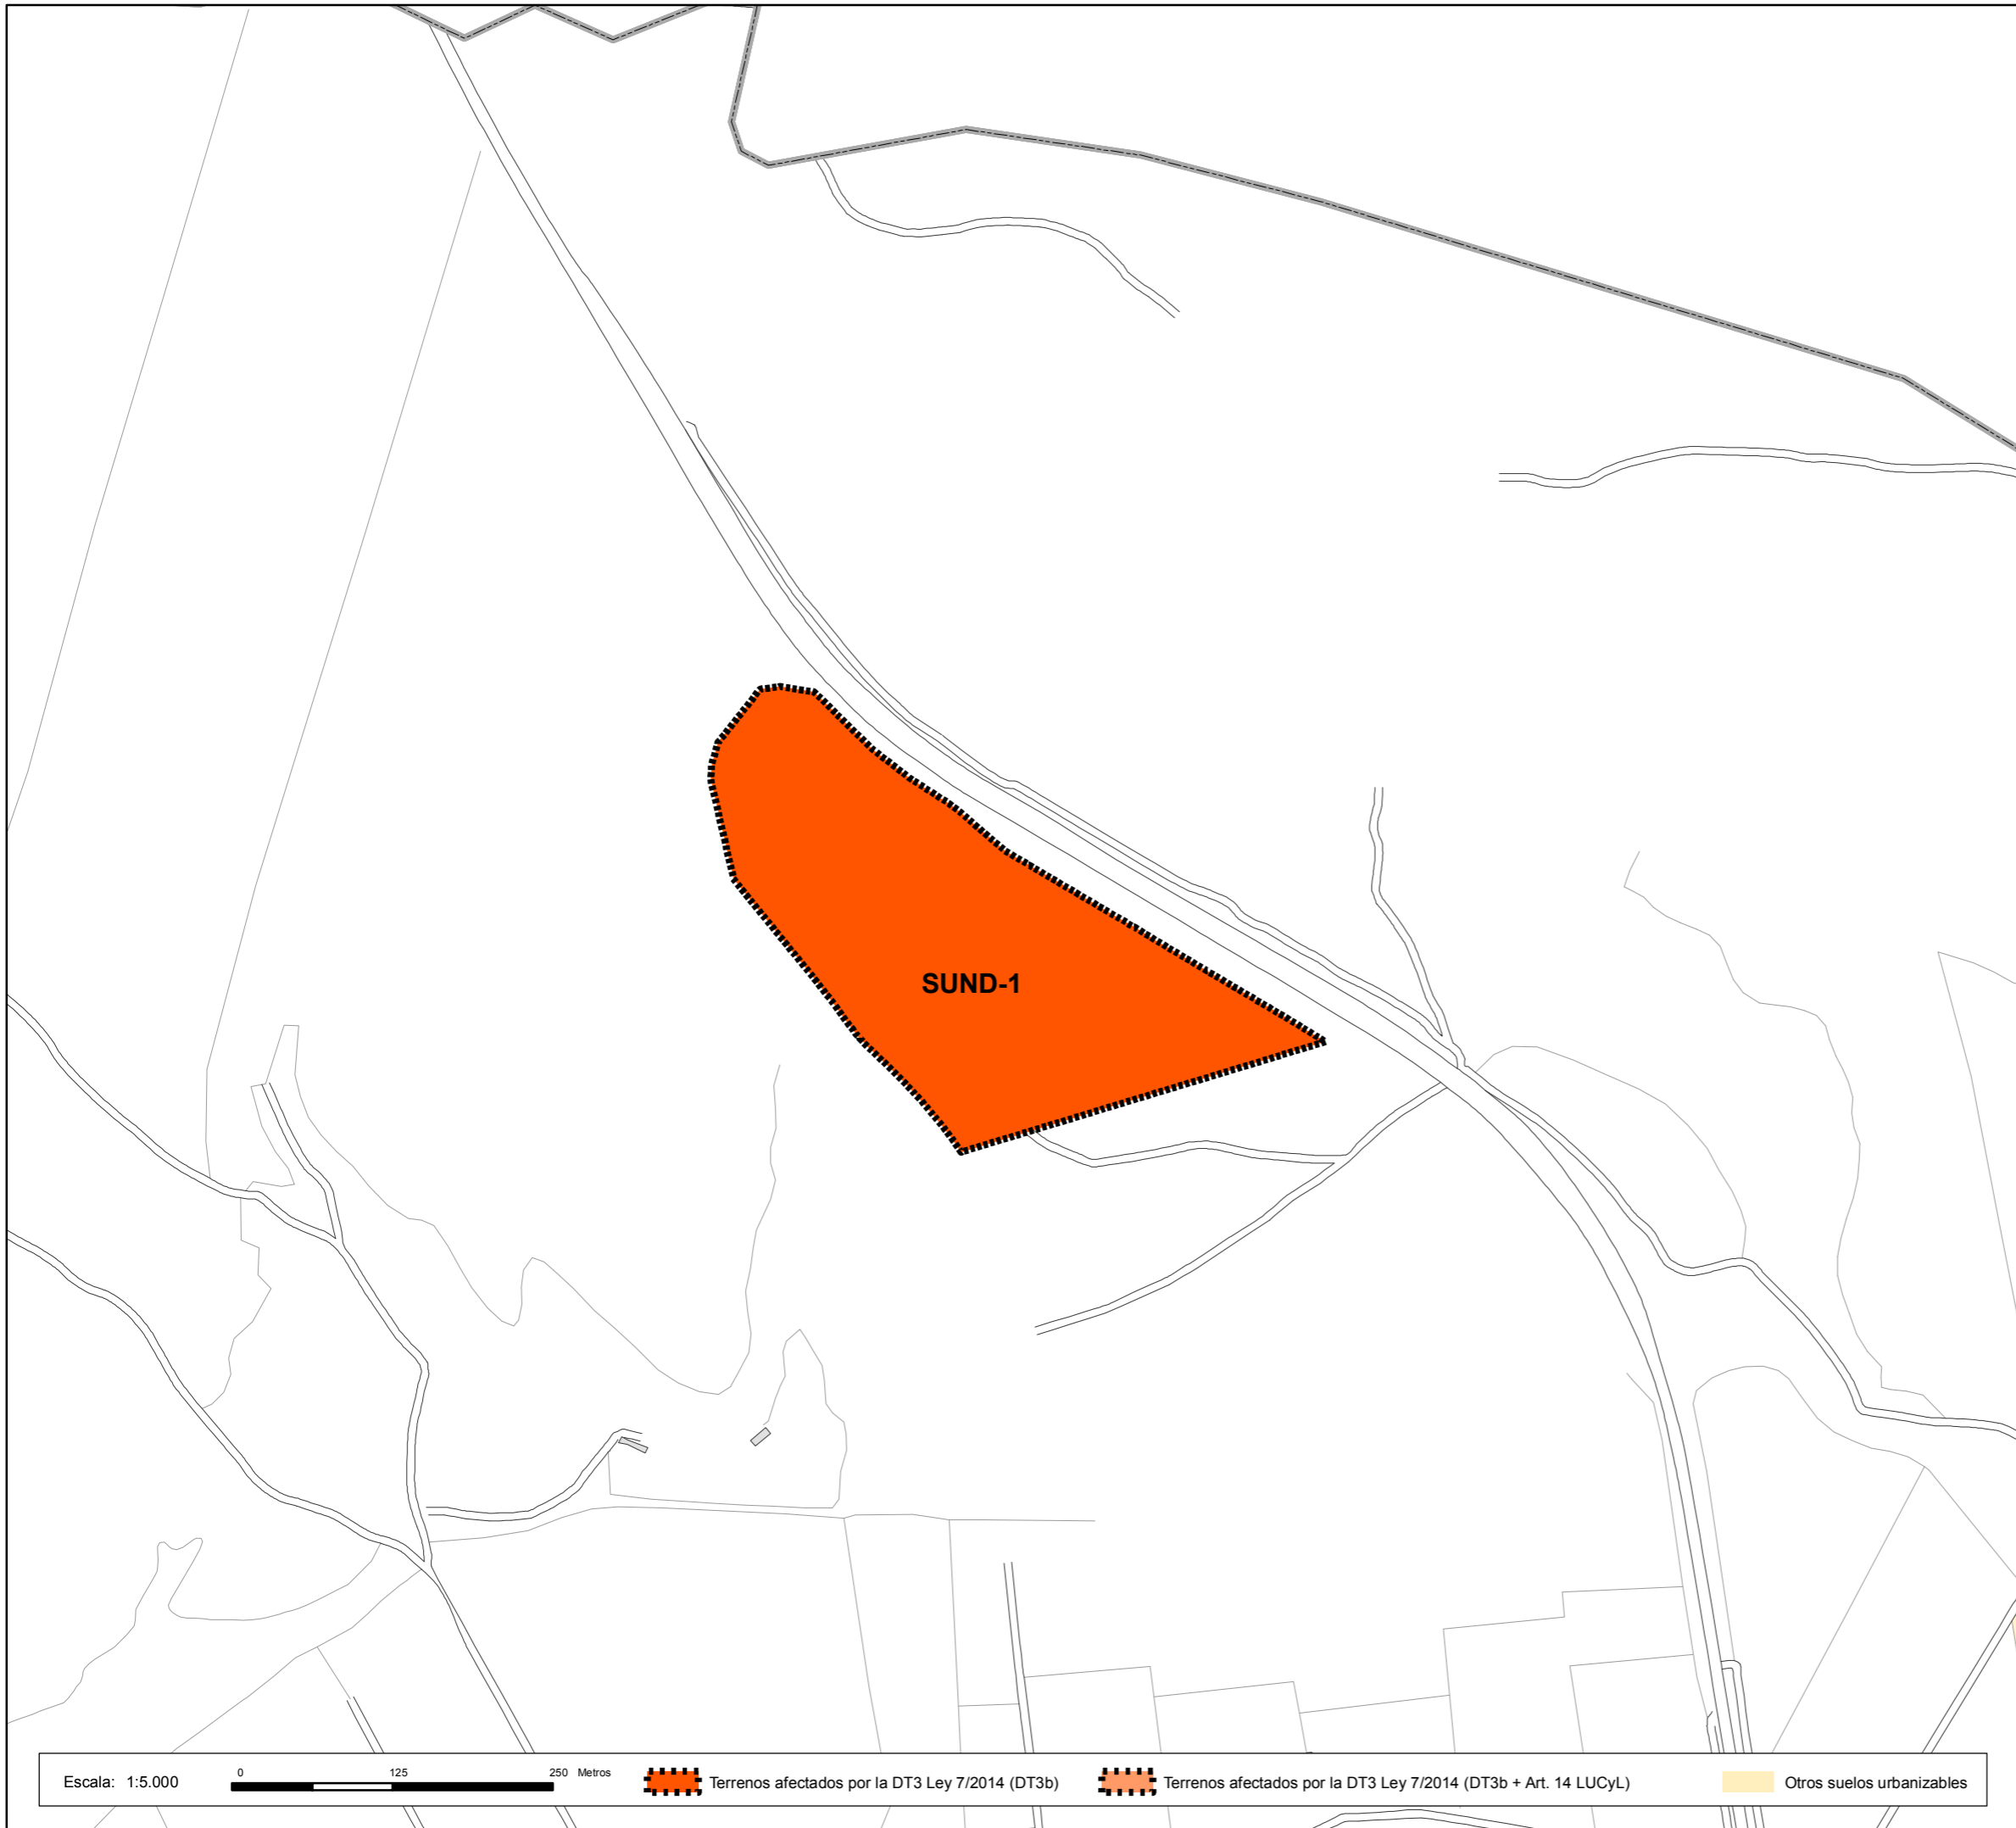 SUND-1
Escala: 1:5.000
0 125 250 Metros
Terrenos afectados por la DT3 Ley 7/2014 (DT3b)
Terrenos afectados por la DT3 Ley 7/2014 (DT3b + Art. 14 LUCyL)
Otros suelos urbanizables